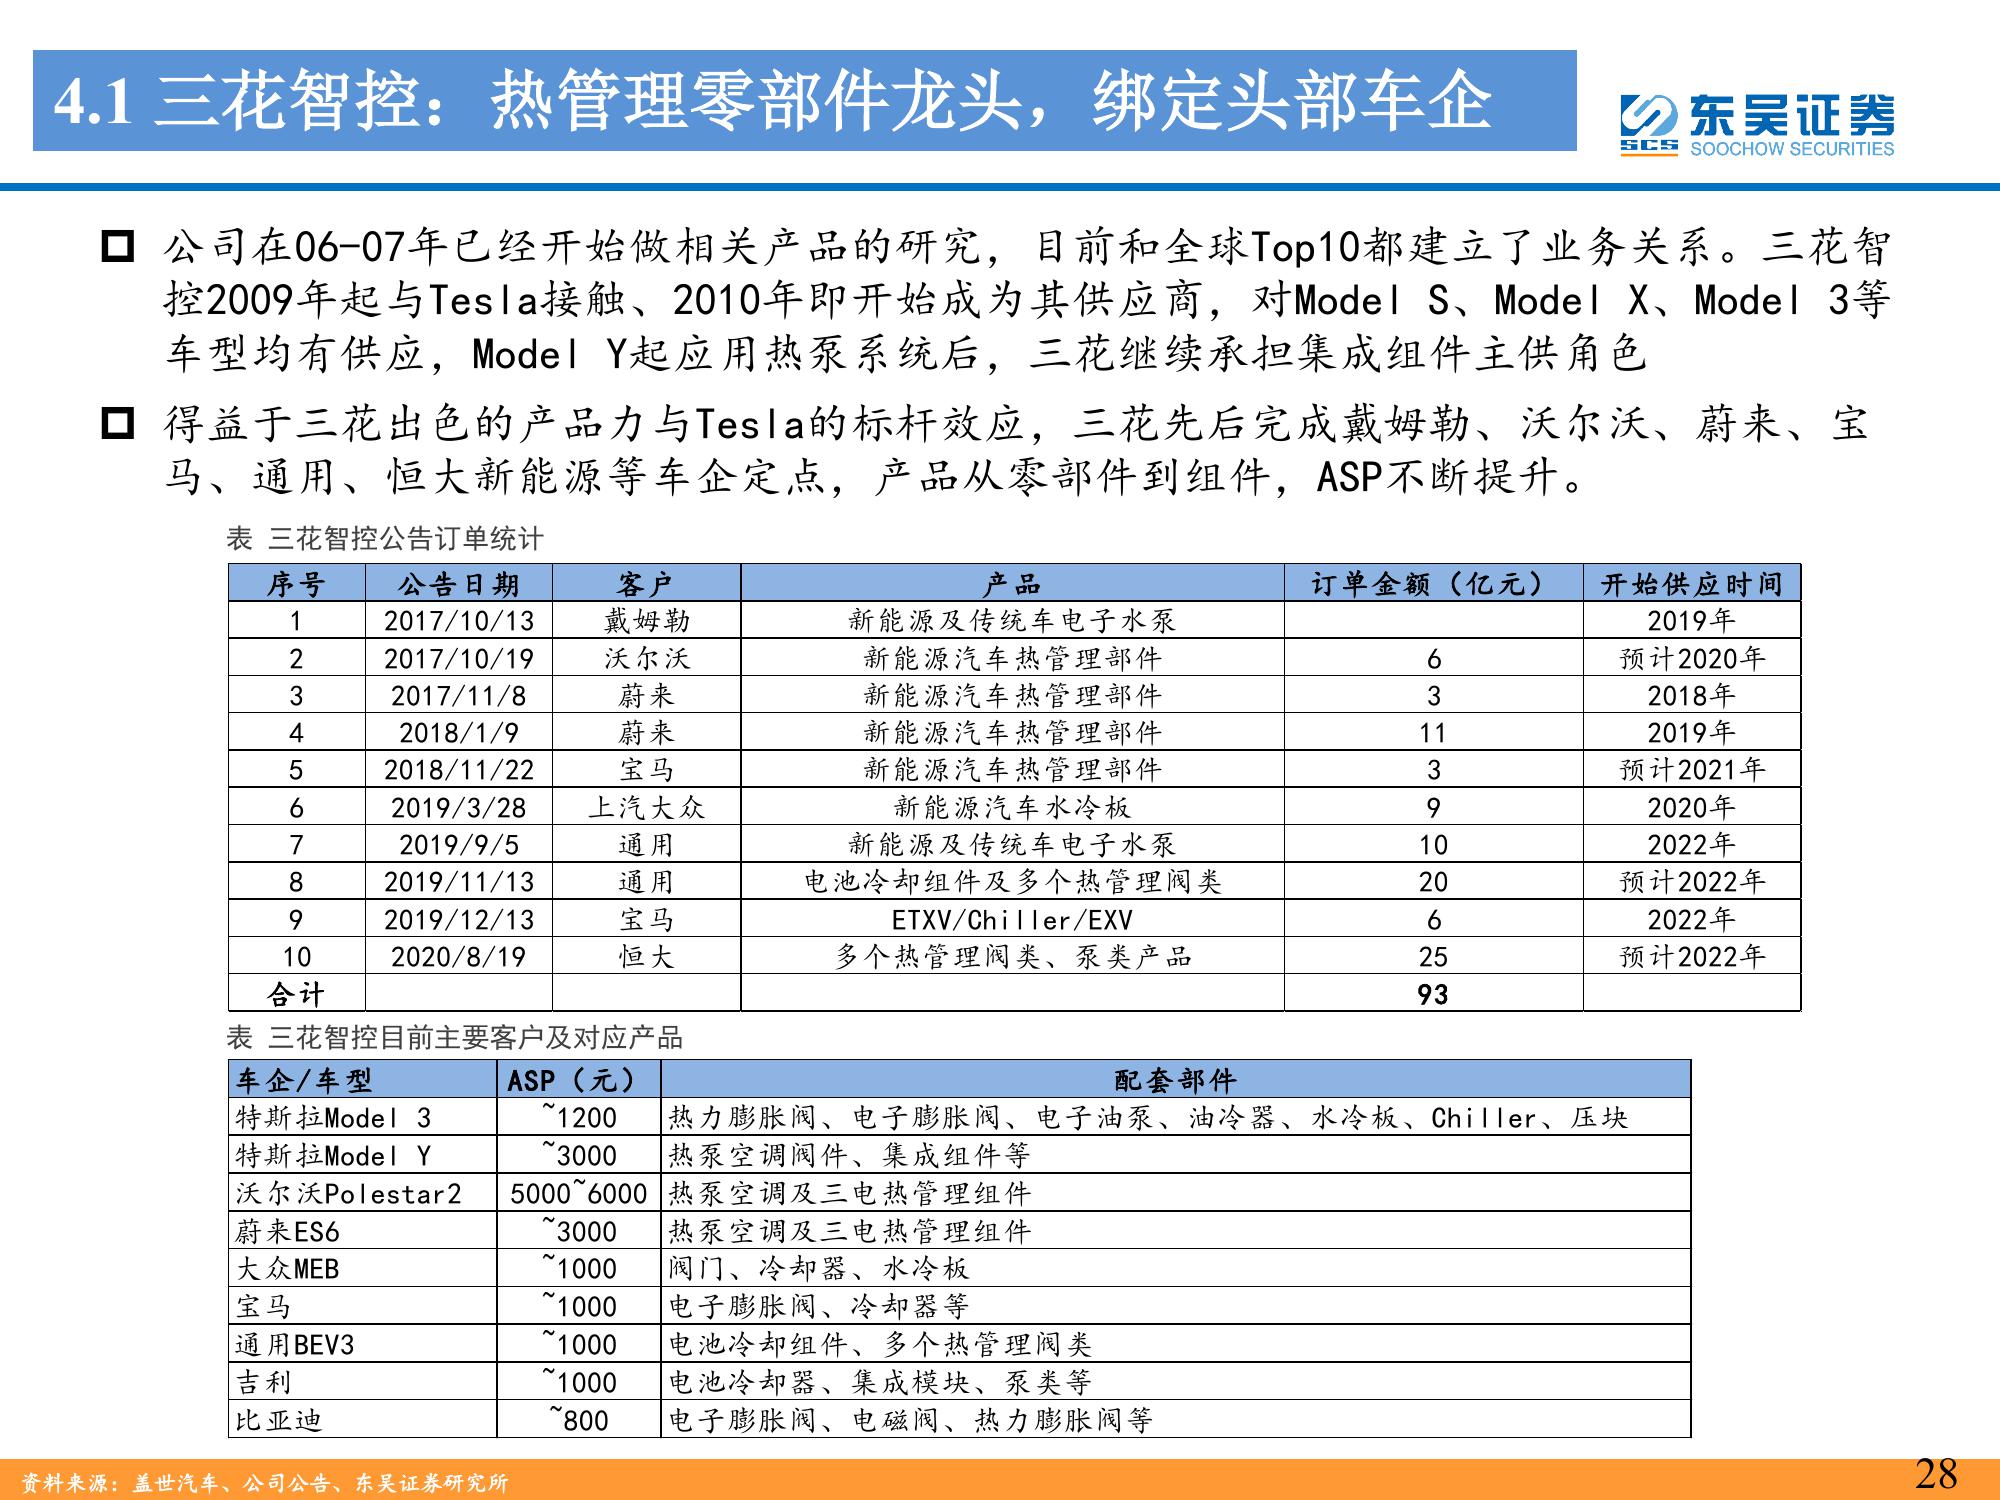 4.1 三花智控：热管理零部件龙头，绑定头部车企
东吴证券
SCS SOOCHOW SECURITIES
公司在06-07年已经开始做相关产品的研究，目前和全球Top10都建立了业务关系。三花智
控2009年起与Tesla接触、2010年即开始成为其供应商，对Model S、Model X、Model 3等
车型均有供应，Model Y起应用热泵系统后，三花继续承担集成组件主供角色
得益于三花出色的产品力与Tesla的标杆效应，三花先后完成戴姆勒、沃尔沃、蔚来、宝
马、通用、恒大新能源等车企定点，产品从零部件到组件，ASP不断提升。
表 三花智控公告订单统计
序号 公告日期 客户 产品 订单金额（亿元） 开始供应时间
1 2017/10/13 戴姆勒 新能源及传统车电子水泵 2019年
2 2017/10/19 沃尔沃 新能源汽车热管理部件 6 预计2020年
3 2017/11/8 蔚来 新能源汽车热管理部件 3 2018年
4 2018/1/9 蔚来 新能源汽车热管理部件 11 2019年
5 2018/11/22 宝马 新能源汽车热管理部件 3 预计2021年
6 2019/3/28 上汽大众 新能源汽车水冷板 9 2020年
7 2019/9/5 通用 新能源及传统车电子水泵 10 2022年
8 2019/11/13 通用 电池冷却组件及多个热管理阀类 20 预计2022年
9 2019/12/13 宝马 ETXV/Chiller/EXV 6 2022年
10 2020/8/19 恒大 多个热管理阀类、泵类产品 25 预计2022年
合计 93
表 三花智控目前主要客户及对应产品
车企/车型 ASP（元） 配套部件
特斯拉Model 3 ~1200 热力膨胀阀、电子膨胀阀、电子油泵、油冷器、水冷板、Chiller、压块
特斯拉Model Y ~3000 热泵空调阀件、集成组件等
沃尔沃Polestar2 5000~6000 热泵空调及三电热管理组件
蔚来ES6 ~3000 热泵空调及三电热管理组件
大众MEB ~1000 阀门、冷却器、水冷板
宝马 ~1000 电子膨胀阀、冷却器等
通用BEV3 ~1000 电池冷却组件、多个热管理阀类
吉利 ~1000 电池冷却器、集成模块、泵类等
比亚迪 ~800 电子膨胀阀、电磁阀、热力膨胀阀等
资料来源：盖世汽车、公司公告、东吴证券研究所
28